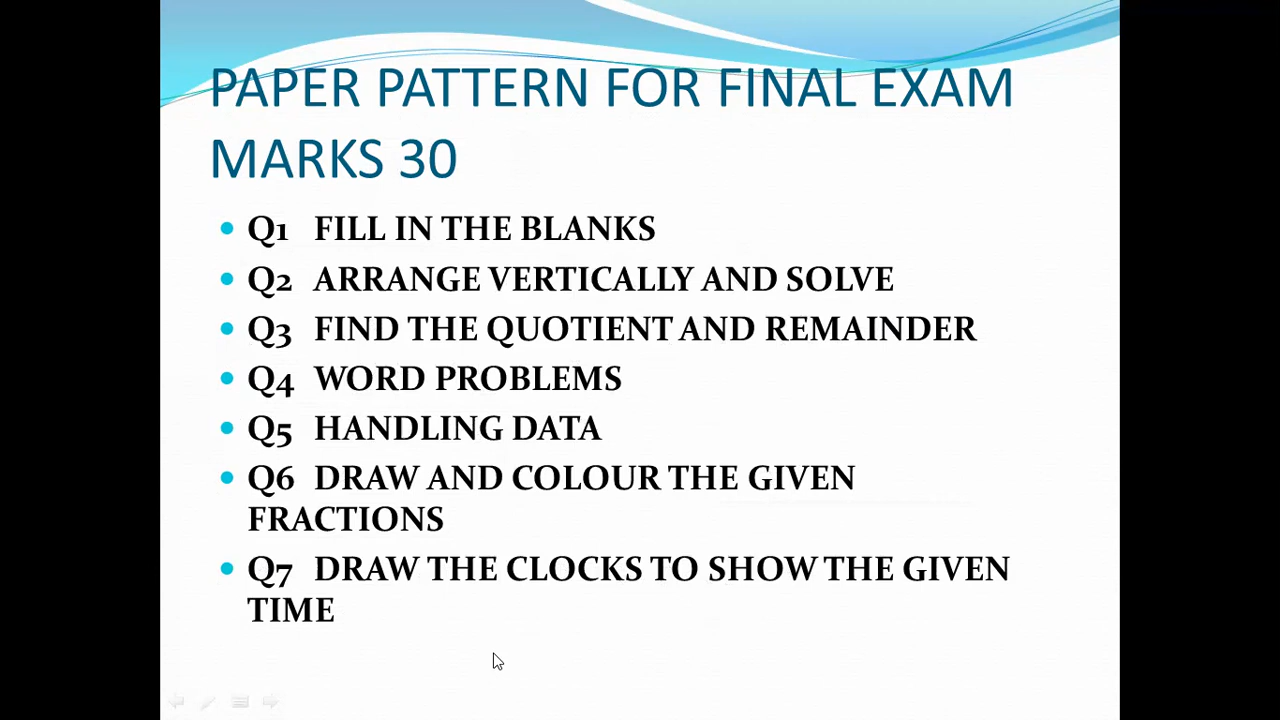 PAPER PATTERN FOR FINAL EXAM
MARKS 30
Q1 FILL IN THE BLANKS
Q2 ARRANGE VERTICALLY AND SOLVE
Q3 FIND THE QUOTIENT AND REMAINDER
Q4 WORD PROBLEMS
Q5 HANDLING DATA
Q6 DRAW AND COLOUR THE GIVEN
FRACTIONS
Q7 DRAW THE CLOCKS TO SHOW THE GIVEN
TIME